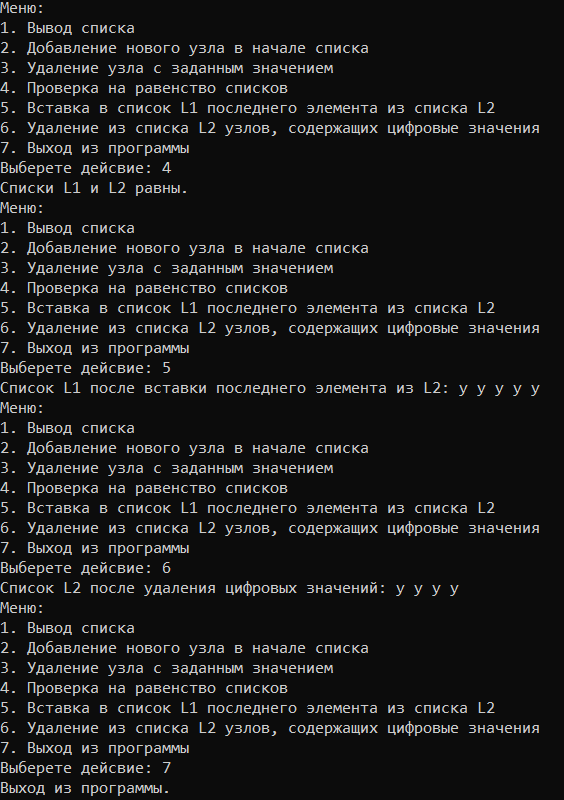 Меню:
1. Вывод списка
2. Добавление нового узла в начале списка
3. Удаление узла с заданным значением
4. Проверка на равенство списков
5. Вставка в список L1 последнего элемента из списка L2
6. Удаление из списка L2 узлов, содержащих цифровые значения
7. Выход из программы
Выберете дейсвие: 4
Списки L1 и L2 равны.
Меню:
1. Вывод списка
2. Добавление нового узла в начале списка
3. Удаление узла с заданным значением
4. Проверка на равенство списков
5. Вставка в список L1 последнего элемента из списка L2
6. Удаление из списка L2 узлов, содержащих цифровые значения
7. Выход из программы
Выберете дейсвие: 5
Список L1 после вставки последнего элемента из L2: y y y y y
Меню:
1. Вывод списка
2. Добавление нового узла в начале списка
3. Удаление узла с заданным значением
4. Проверка на равенство списков
5. Вставка в список L1 последнего элемента из списка L2
6. Удаление из списка L2 узлов, содержащих цифровые значения
7. Выход из программы
Выберете дейсвие: 6
Список L2 после удаления цифровых значений: y y y y
Меню:
1. Вывод списка
2. Добавление нового узла в начале списка
3. Удаление узла с заданным значением
4. Проверка на равенство списков
5. Вставка в список L1 последнего элемента из списка L2
6. Удаление из списка L2 узлов, содержащих цифровые значения
7. Выход из программы
Выберете дейсвие: 7
Выход из программы.